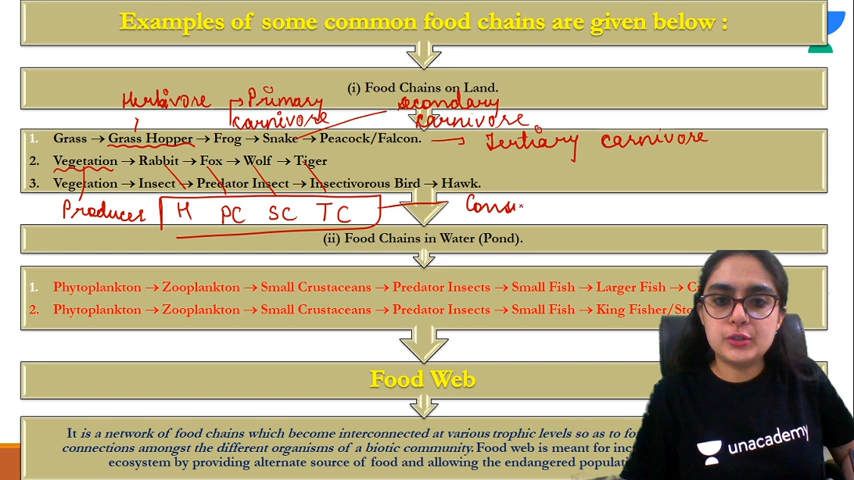 Examples of some common food chains are given below :
(i) Food Chains on Land.
Herbivore Primary carnivore secondary carnivore
1. Grass → Grass Hopper → Frog → Snake → Peacock/Falcon. Tertiary carnivore
2. Vegetation → Rabbit → Fox → Wolf → Tiger
3. Vegetation → Insect → Predator Insect → Insectivorous Bird → Hawk.
Producer H PC SC TC Cons
(ii) Food Chains in Water (Pond).
1. Phytoplankton → Zooplankton → Small Crustaceans → Predator Insects → Small Fish → Larger Fish →
2. Phytoplankton → Zooplankton → Small Crustaceans → Predator Insects → Small Fish → King Fisher/
Food Web
It is a network of food chains which become interconnected at various trophic levels so as to
connections amongst the different organisms of a biotic community. Food web is meant for
ecosystem by providing alternate source of food and allowing the endangered
unacademy